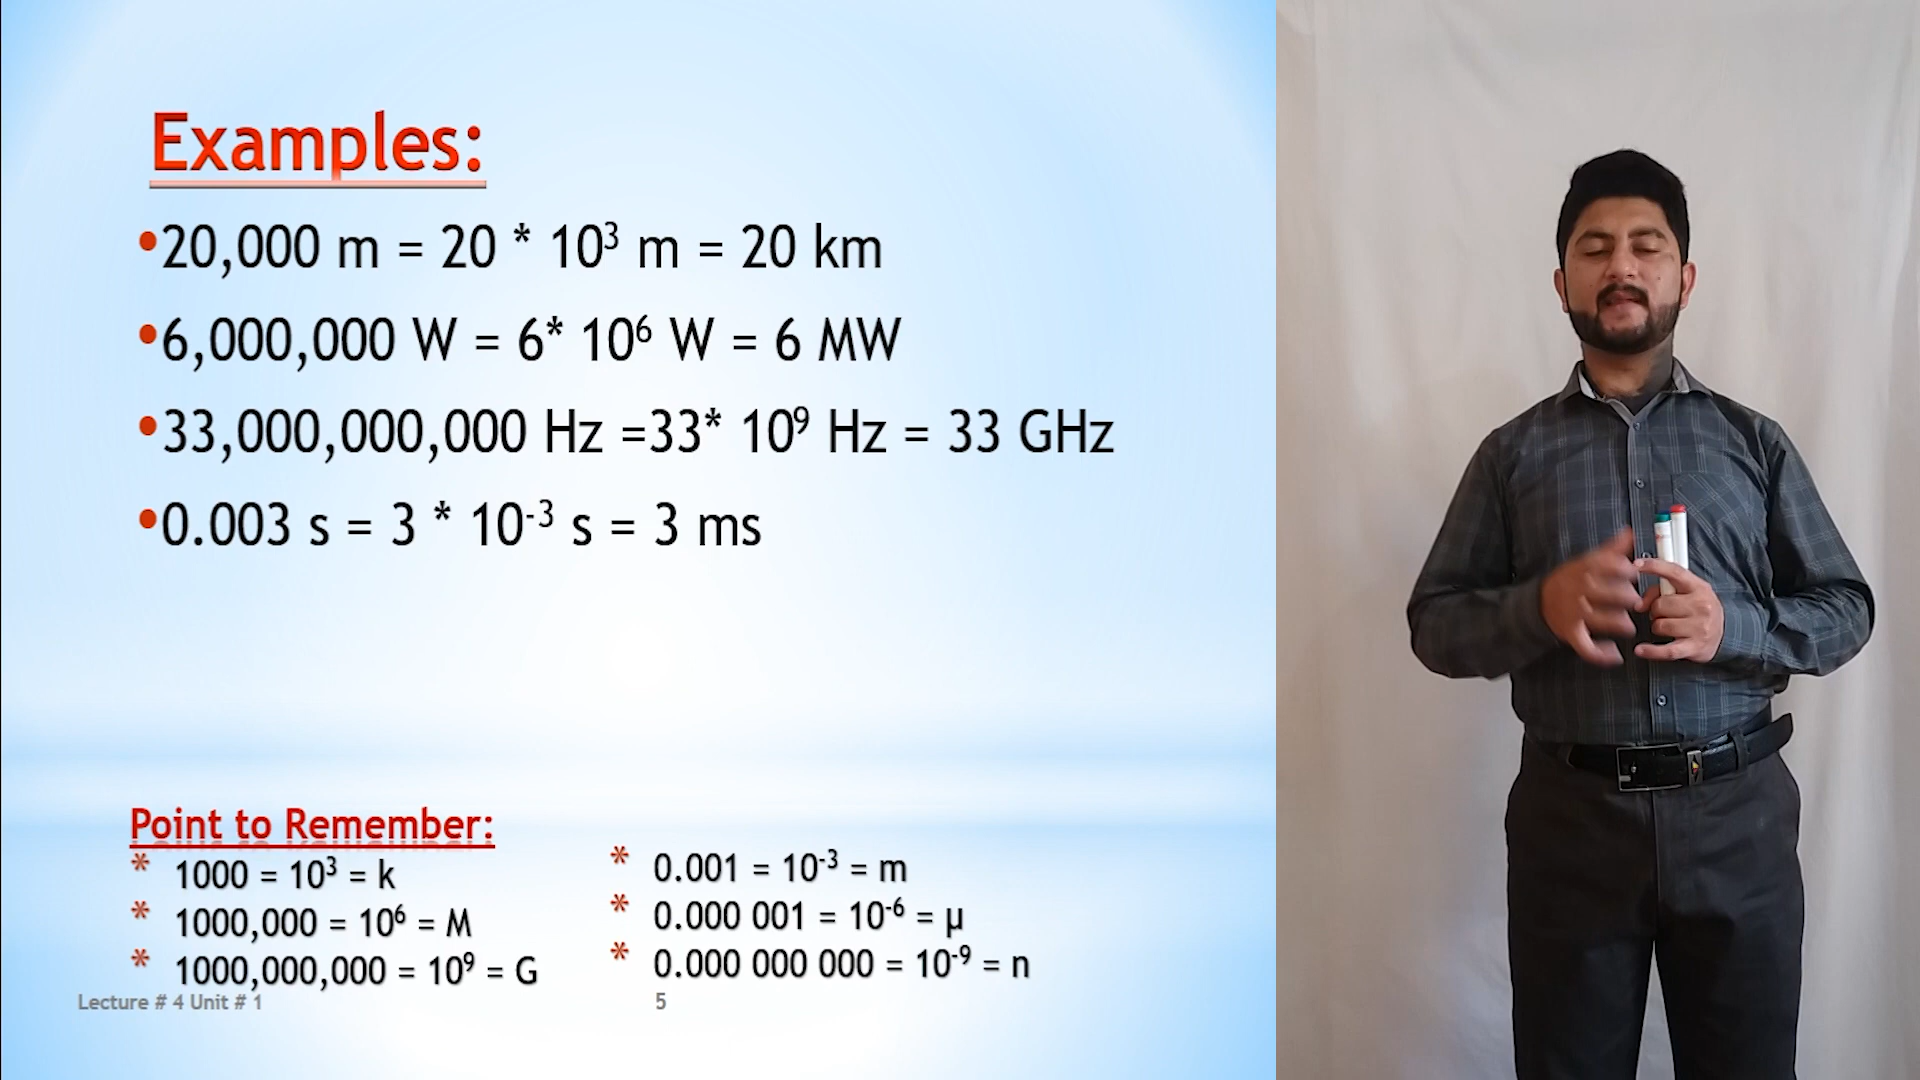 Examples:
•20,000 m = 20 * 10³ m = 20 km
•6,000,000 W = 6* 10⁶ W = 6 MW
•33,000,000,000 Hz =33* 10⁹ Hz = 33 GHz
•0.003 s = 3 * 10⁻³ s = 3 ms
Point to Remember:
* 1000 = 10³ = k
* 1000,000 = 10⁶ = M
* 1000,000,000 = 10⁹ = G
* 0.001 = 10⁻³ = m
* 0.000 001 = 10⁻⁶ = µ
* 0.000 000 000 = 10⁻⁹ = n
Lecture # 4 Unit # 1
5